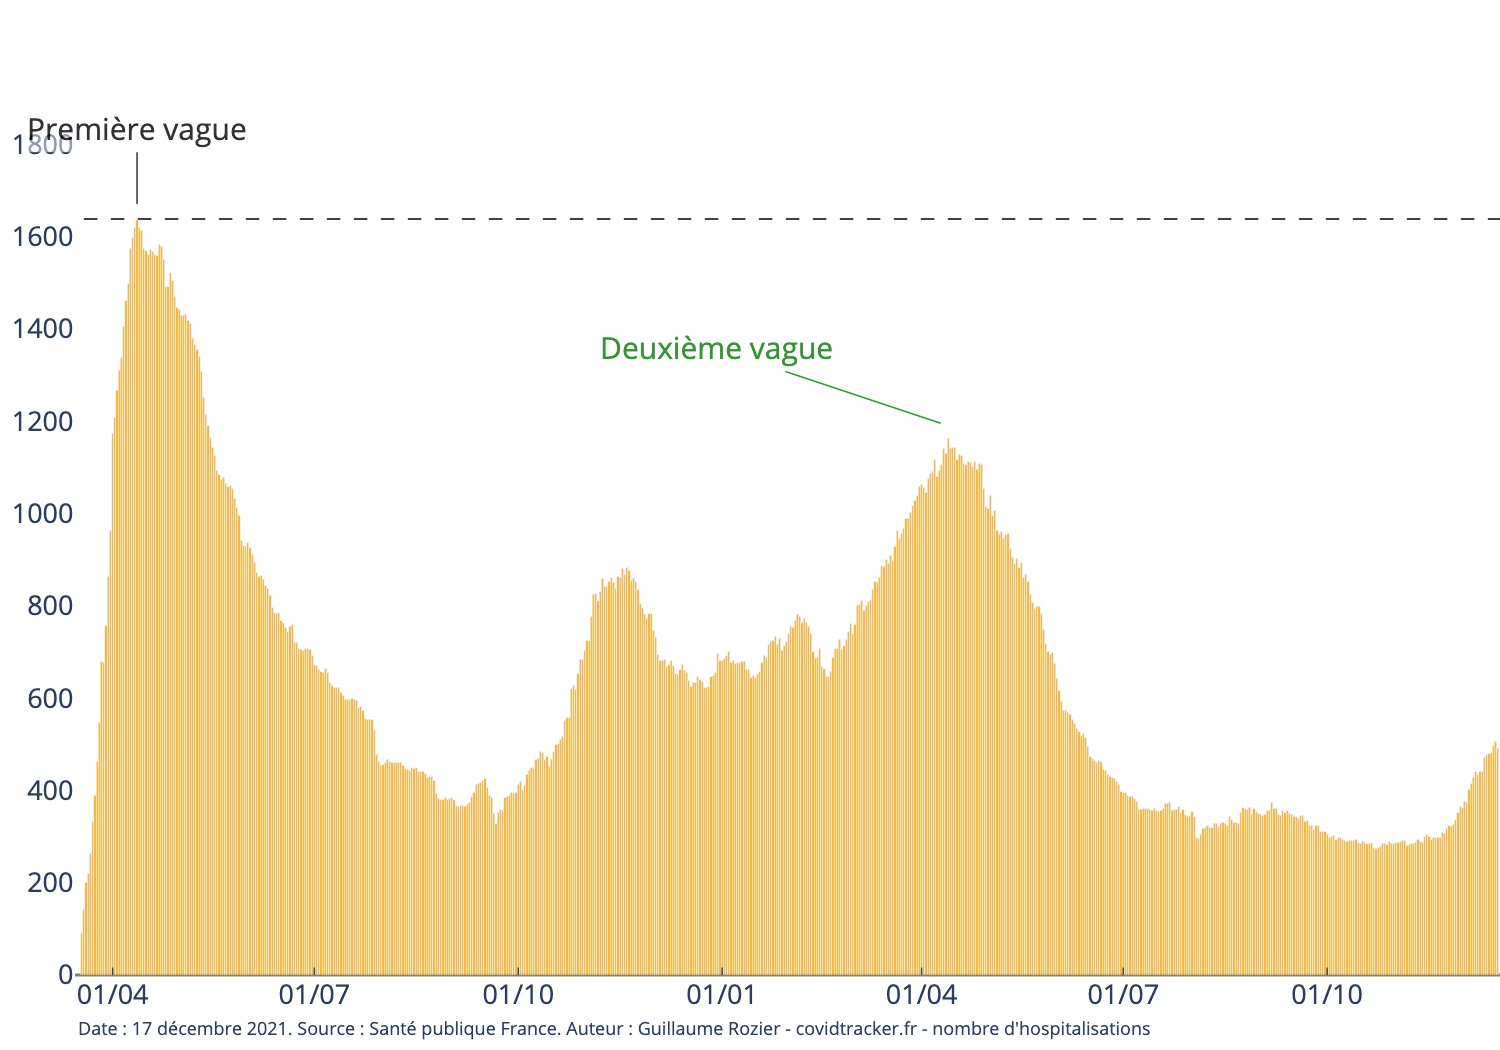 Première vague
1800
1600
1400
Deuxième vague
1200
1000
800
600
400
200
0
01/04 01/07 01/10 01/01 01/04 01/07 01/10
Date : 17 décembre 2021. Source : Santé publique France. Auteur : Guillaume Rozier - covidtracker.fr - nombre d'hospitalisations